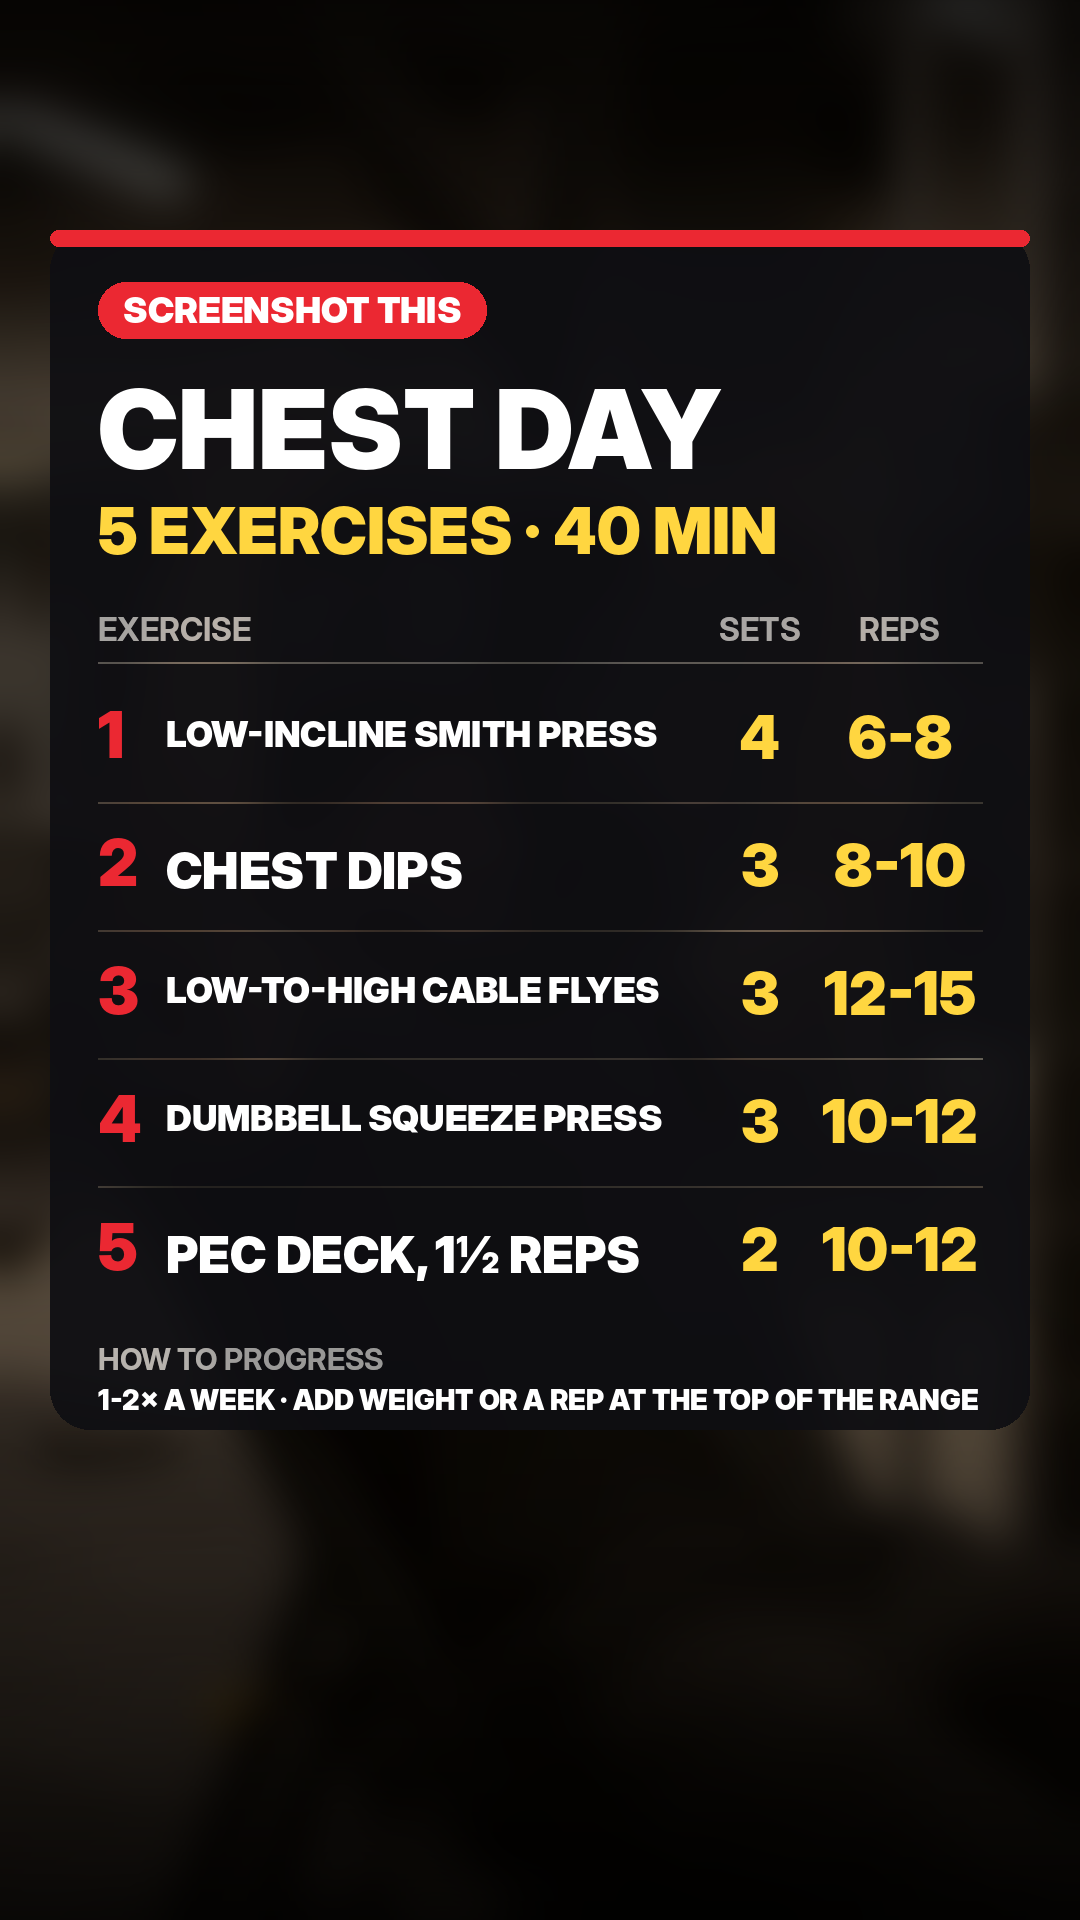 SCREENSHOT THIS
CHEST DAY
5 EXERCISES · 40 MIN
EXERCISE SETS REPS
1 LOW-INCLINE SMITH PRESS 4 6-8
2 CHEST DIPS 3 8-10
3 LOW-TO-HIGH CABLE FLYES 3 12-15
4 DUMBBELL SQUEEZE PRESS 3 10-12
5 PEC DECK, 1½ REPS 2 10-12
HOW TO PROGRESS
1-2× A WEEK · ADD WEIGHT OR A REP AT THE TOP OF THE RANGE